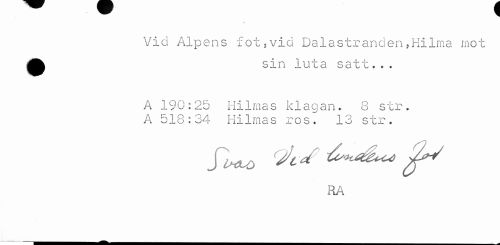 Vid Alpens fot,vid Dalastranden,Hilma mot
sin luta satt...
A 190:25 Hilmas klagan. 8 str.
A 518:34 Hilmas ros. 13 str.
Svas Vid lindens fot
RA